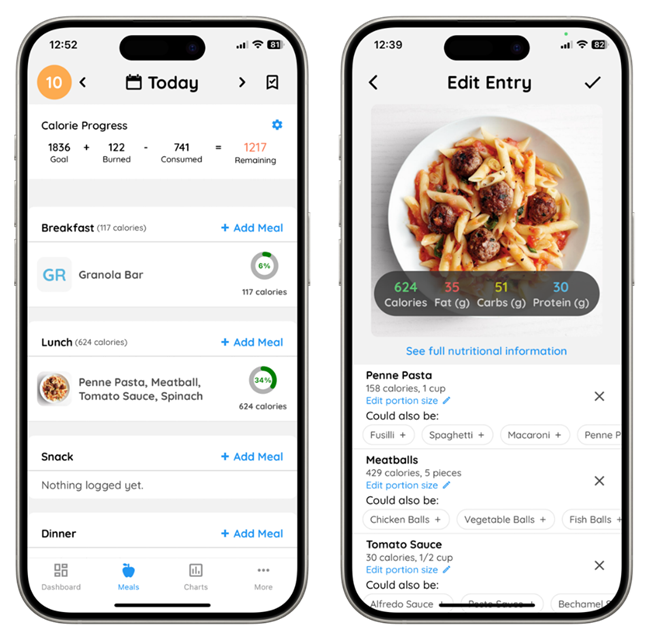 12:52
81
10
Today
Calorie Progress
1836 + 122 - 741 = 1217
Goal Burned Consumed Remaining
Breakfast (117 calories) + Add Meal
GR Granola Bar 6%
117 calories
Lunch (624 calories) + Add Meal
Penne Pasta, Meatball, 34%
Tomato Sauce, Spinach
624 calories
Snack + Add Meal
Nothing logged yet.
Dinner + Add Meal
Dashboard Meals Charts More
12:39
82
Edit Entry
624 35 51 30
Calories Fat (g) Carbs (g) Protein (g)
See full nutritional information
Penne Pasta
158 calories, 1 cup
Edit portion size
Could also be:
Fusilli + Spaghetti + Macaroni + Penne P
Meatballs
429 calories, 5 pieces
Edit portion size
Could also be:
Chicken Balls + Vegetable Balls + Fish Balls +
Tomato Sauce
30 calories, 1/2 cup
Edit portion size
Could also be:
Alfredo Sauce Pesto Sauce Bechamel